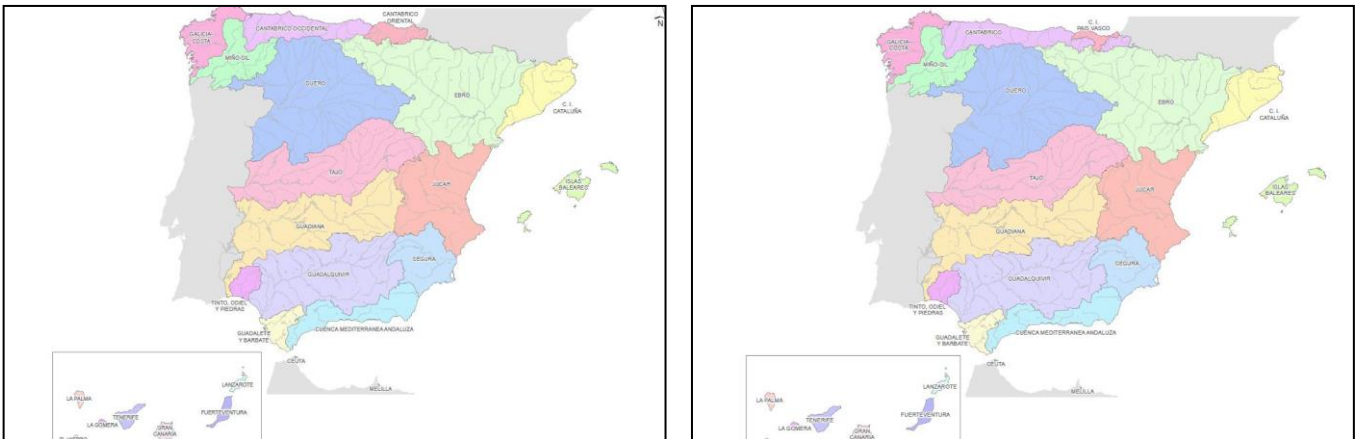 CANTABRICO
ORIENTAL
N
GALICIA-
COSTA
CANTABRICO OCCIDENTAL
MIÑO-SIL
DUERO
EBRO
C. I.
CATALUÑA
TAJO
JUCAR
ISLAS
BALEARES
GUADIANA
SEGURA
GUADALQUIVIR
TINTO, ODIEL
Y PIEDRAS
GUADALETE
Y BARBATE
CUENCA MEDITERRANEA ANDALUZA
CEUTA
MELILLA
LANZAROTE
LA PALMA
FUERTEVENTURA
TENERIFE
LA GOMERA
GRAN
CANARIA
C. I.
PAIS VASCO
GALICIA-
COSTA
CANTABRICO
MIÑO-SIL
DUERO
EBRO
C. I.
CATALUÑA
TAJO
JUCAR
ISLAS
BALEARES
GUADIANA
SEGURA
GUADALQUIVIR
TINTO, ODIEL
Y PIEDRAS
GUADALETE
Y BARBATE
CUENCA MEDITERRANEA ANDALUZA
CEUTA
MELILLA
LANZAROTE
LA PALMA
FUERTEVENTURA
TENERIFE
LA GOMERA
GRAN
CANARIA